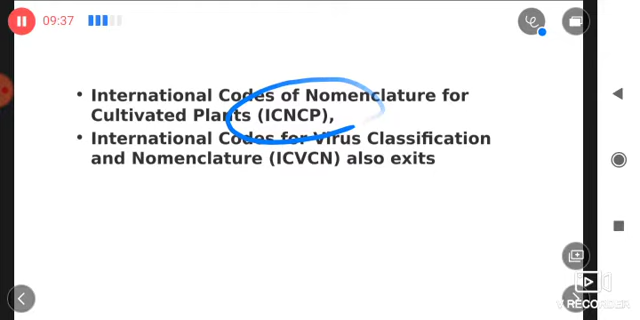 09:37
• International Codes of Nomenclature for
Cultivated Plants (ICNCP),
• International Codes for Virus Classification
and Nomenclature (ICVCN) also exits
V RECORDER